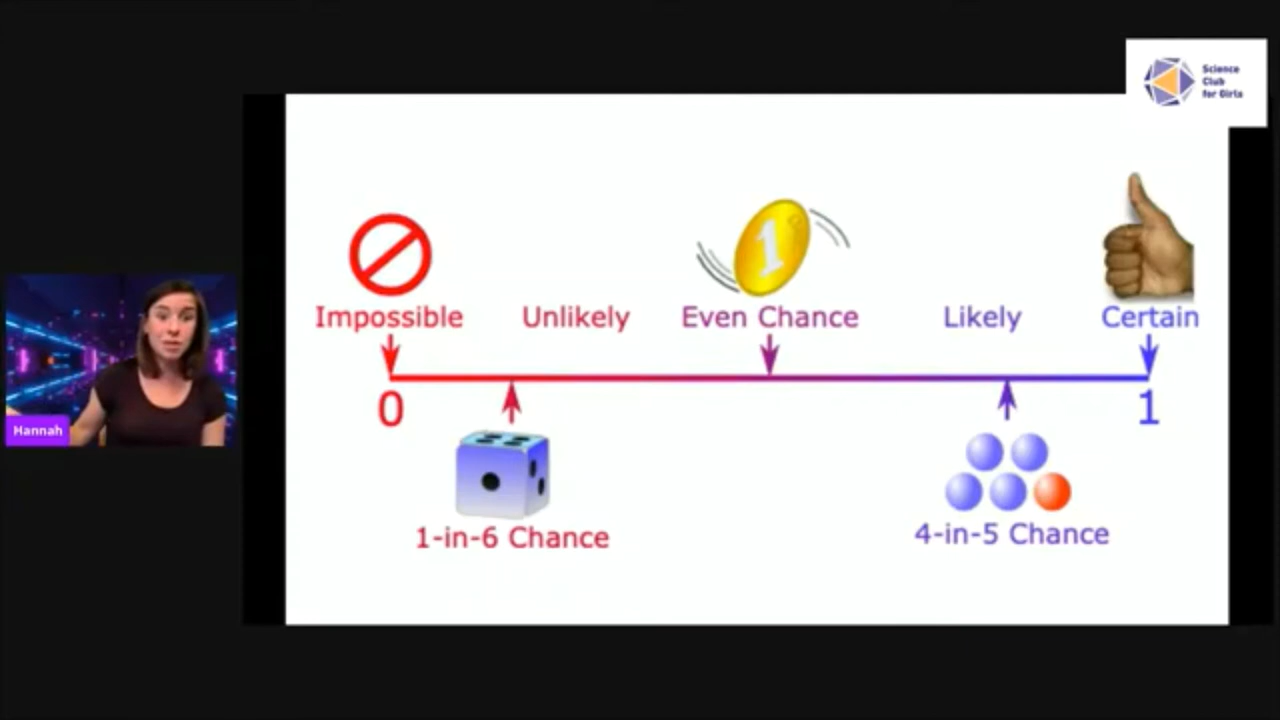 Science
Club
for Girls
1
Impossible Unlikely Even Chance Likely Certain
0 1
1-in-6 Chance 4-in-5 Chance
Hannah